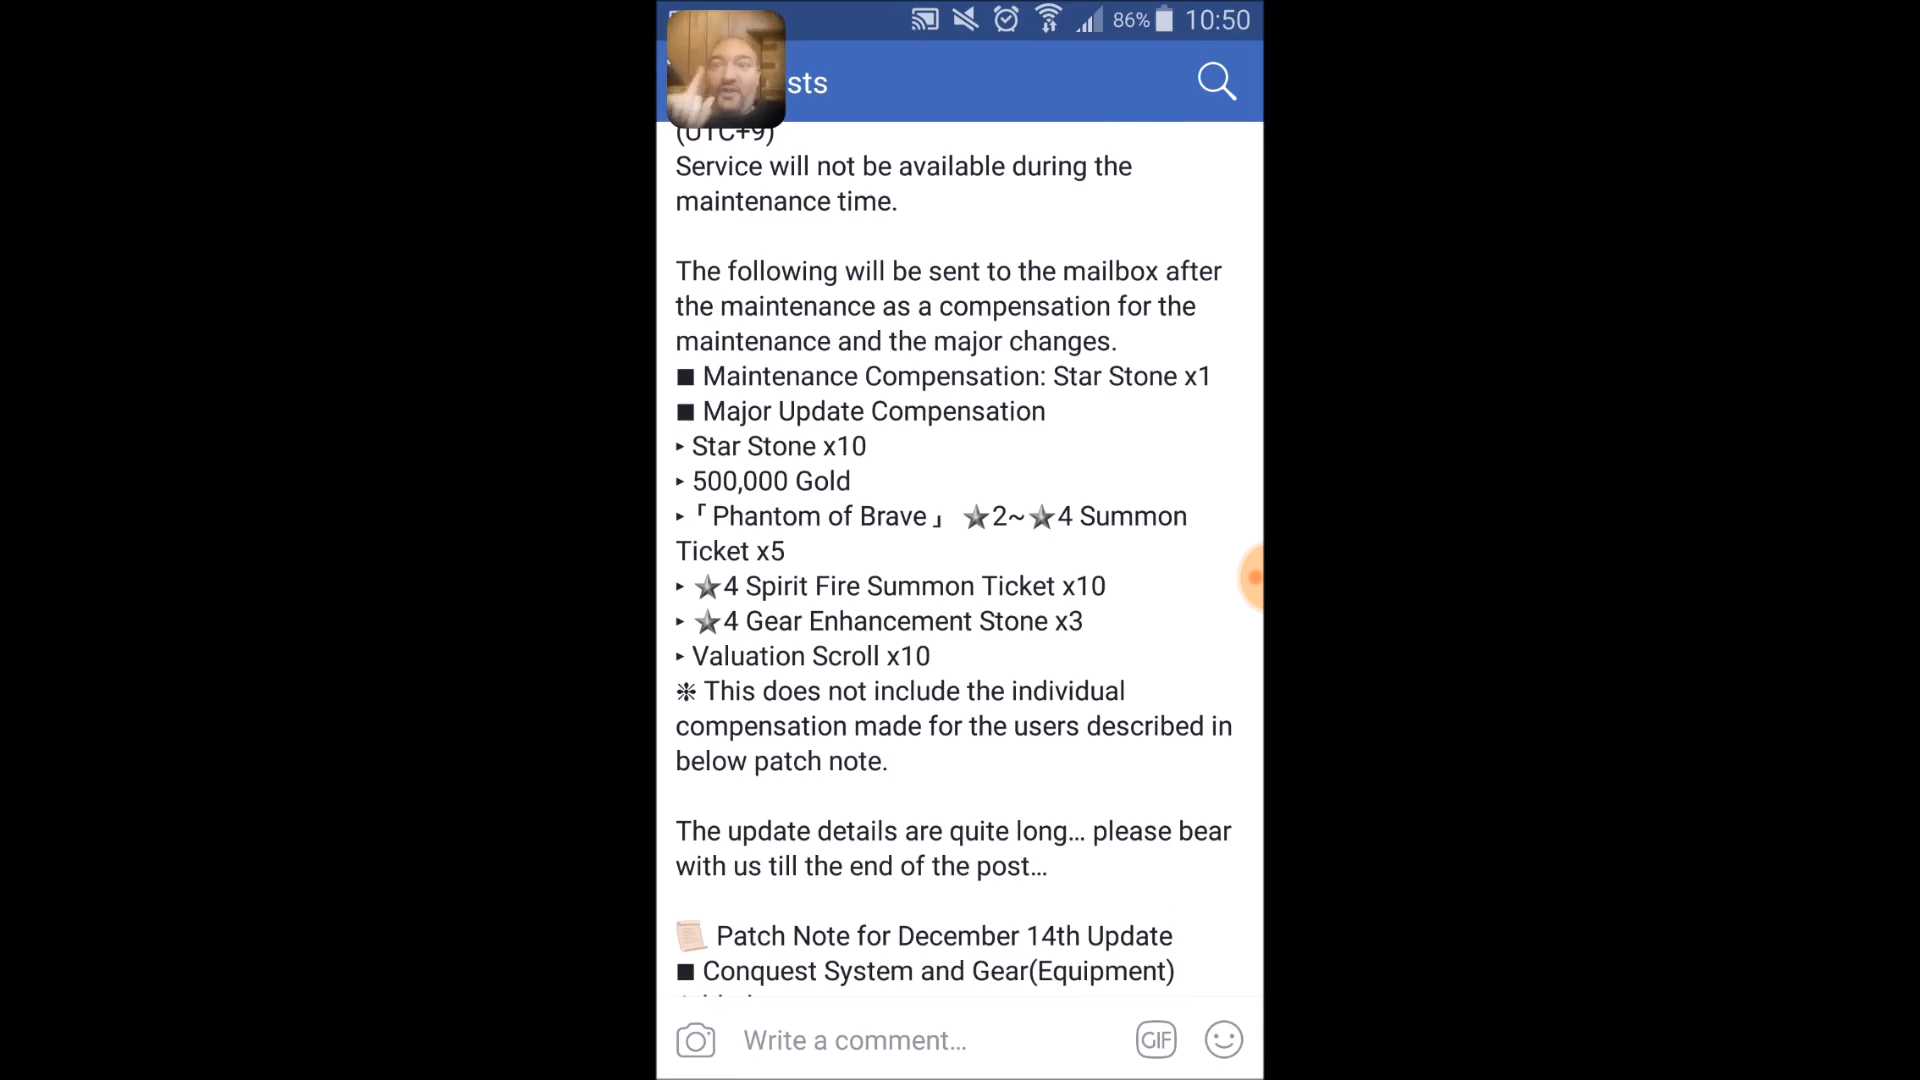 86% 10:50
sts
(UTC+9)
Service will not be available during the
maintenance time.
The following will be sent to the mailbox after
the maintenance as a compensation for the
maintenance and the major changes.
■ Maintenance Compensation: Star Stone x1
■ Major Update Compensation
‣ Star Stone x10
‣ 500,000 Gold
‣「Phantom of Brave」 ★2~★4 Summon
Ticket x5
‣ ★4 Spirit Fire Summon Ticket x10
‣ ★4 Gear Enhancement Stone x3
‣ Valuation Scroll x10
❈ This does not include the individual
compensation made for the users described in
below patch note.
The update details are quite long… please bear
with us till the end of the post…
Patch Note for December 14th Update
■ Conquest System and Gear(Equipment)
Write a comment…
GIF